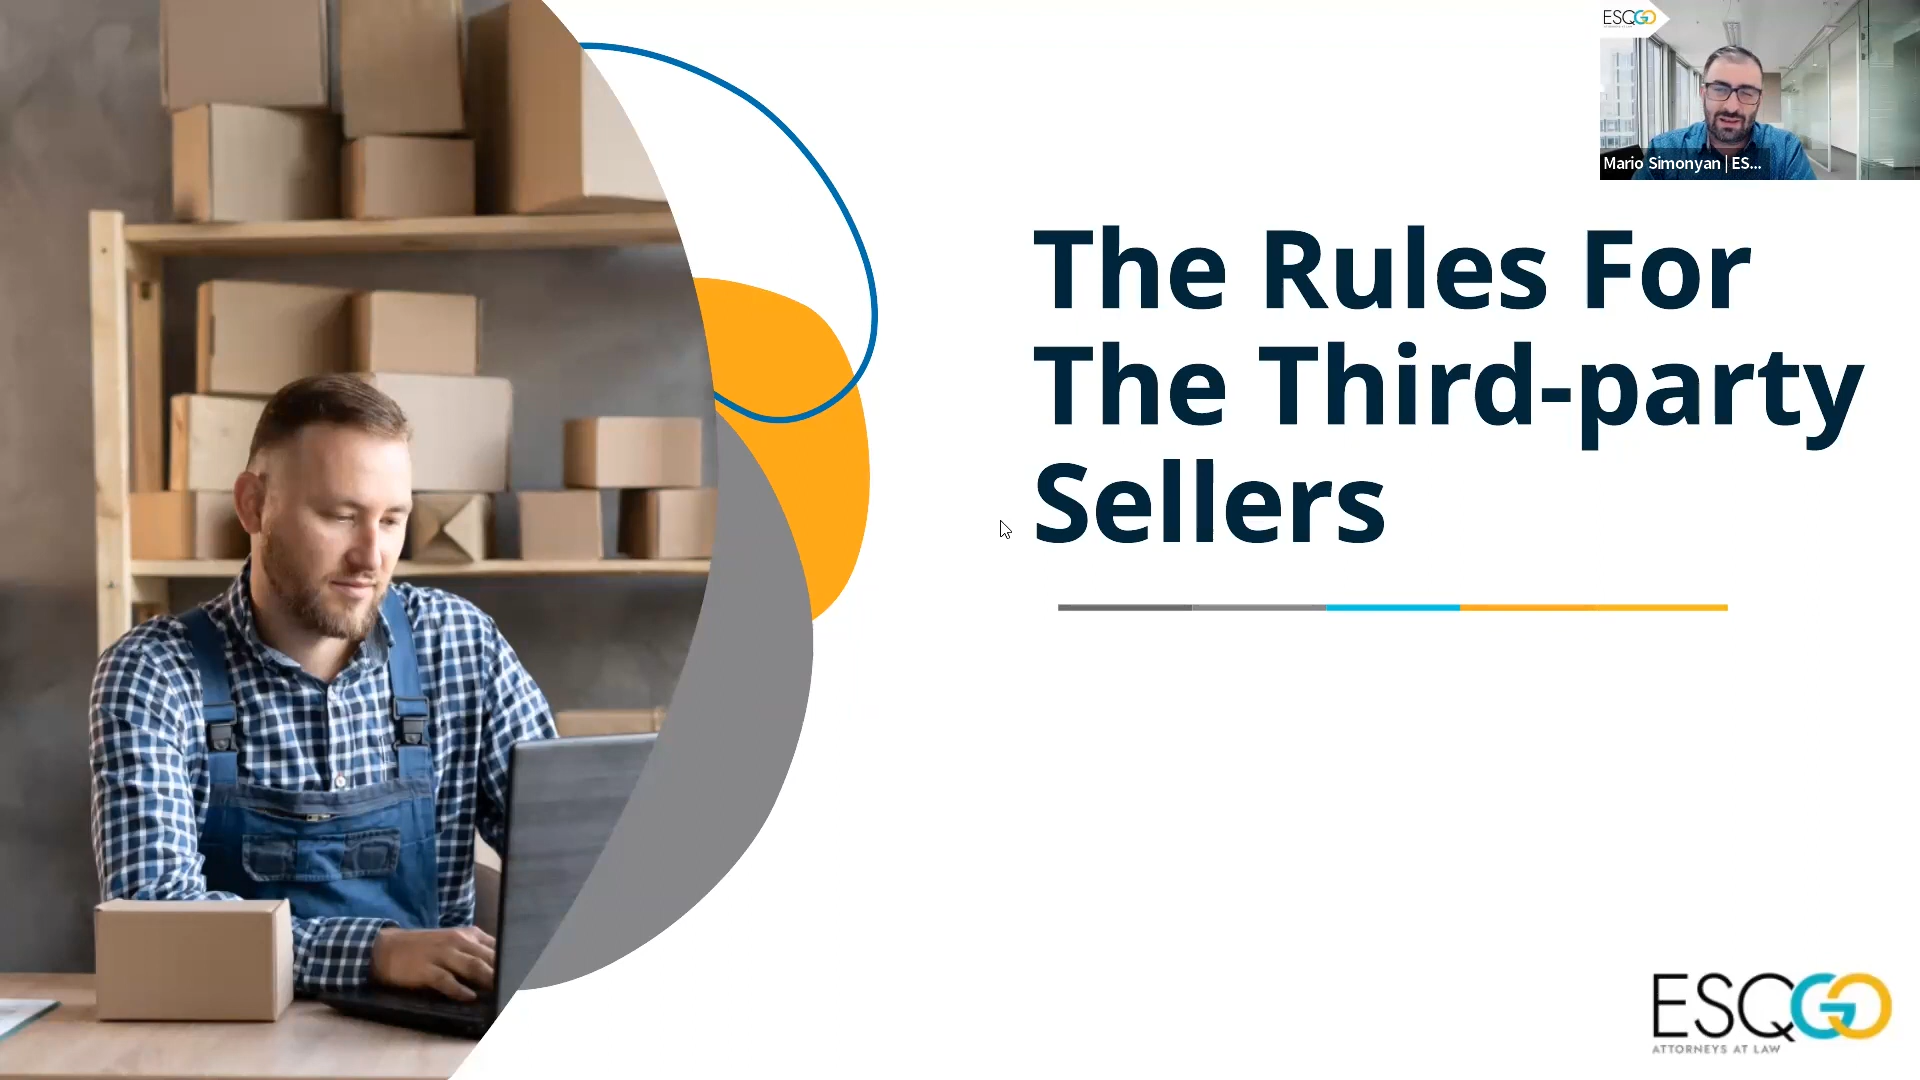 ESQGO
Mario Simonyan | ES...
The Rules For
The Third-party
Sellers
ESQGO
ATTORNEYS AT LAW